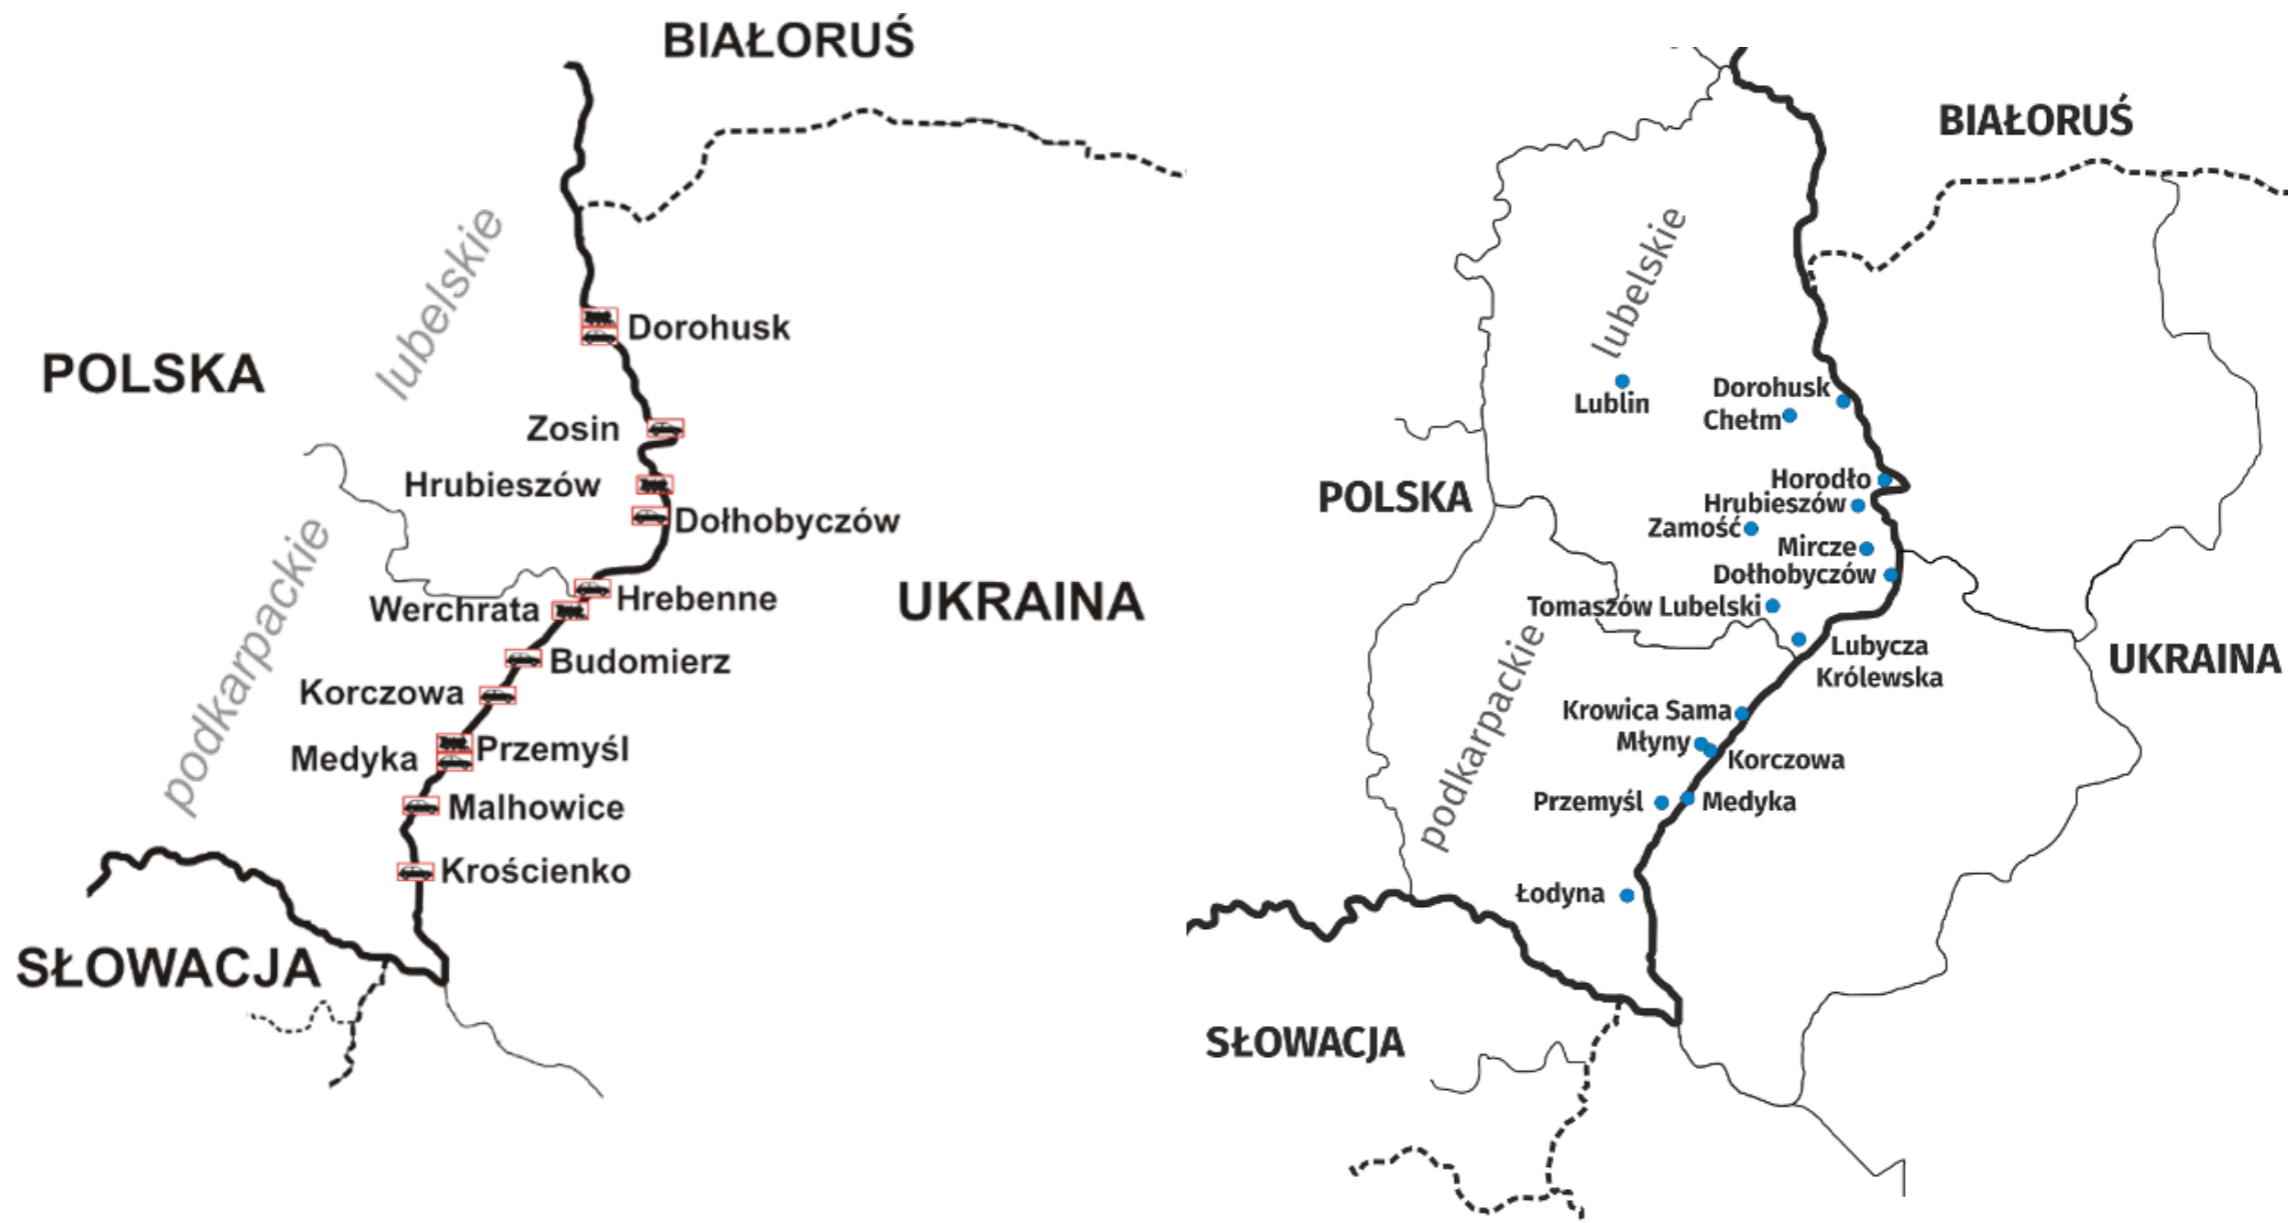 BIAŁORUŚ
lubelskie
Dorohusk
POLSKA
Zosin
Hrubieszów
Dołhobyczów
podkarpackie
Hrebenne
UKRAINA
Werchrata
Budomierz
Korczowa
Przemyśl
Medyka
Malhowice
Krościenko
SŁOWACJA
BIAŁORUŚ
lubelskie
Lublin
Dorohusk
Chełm
Horodło
POLSKA
Hrubieszów
Zamość
Mircze
Dołhobyczów
Tomaszów Lubelski
podkarpackie
Lubycza
Królewska
UKRAINA
Krowica Sama
Młyny
Korczowa
Przemyśl
Medyka
Łodyna
SŁOWACJA